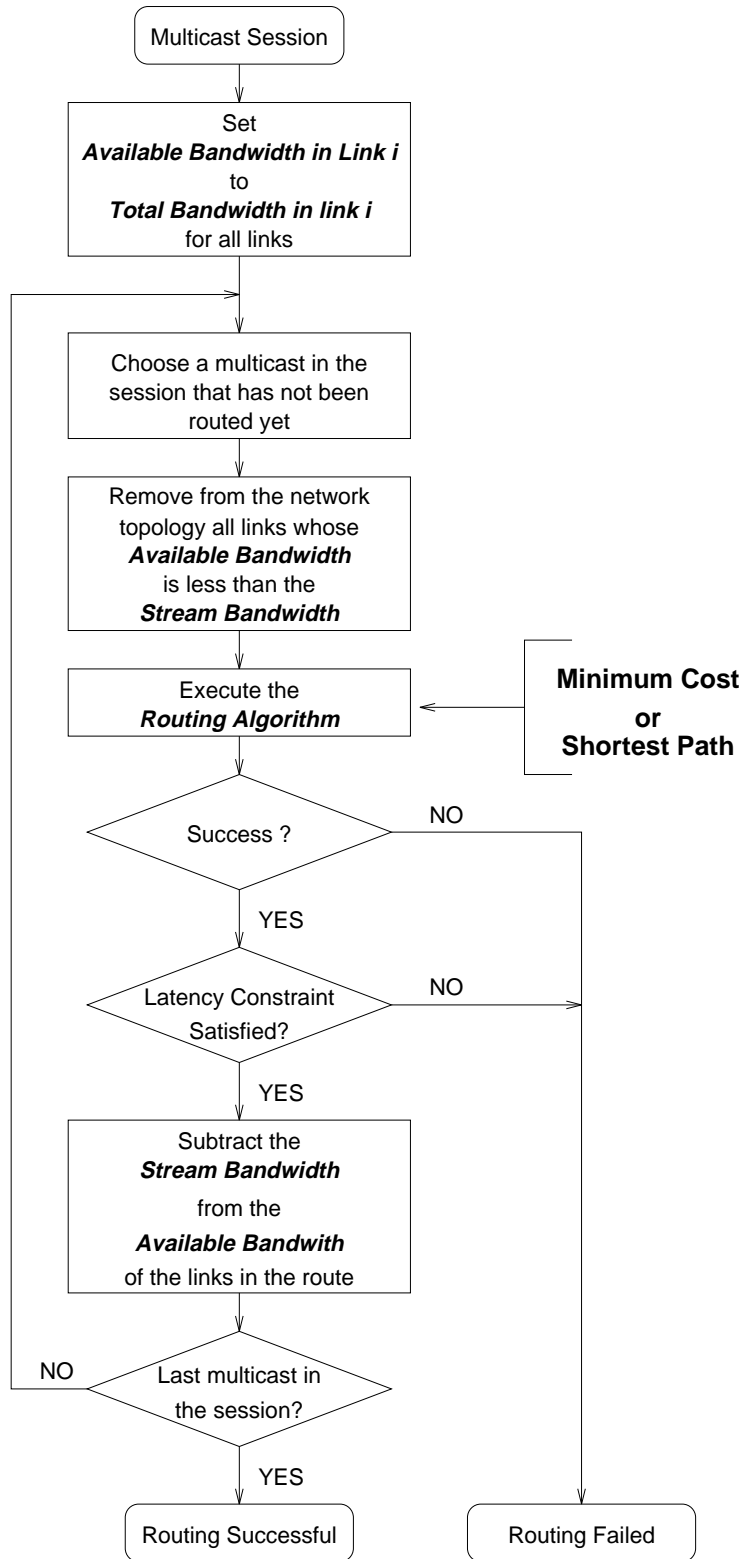 Multicast Session
Set
Available Bandwidth in Link i
to
Total Bandwidth in link i
for all links
Choose a multicast in the
session that has not been
routed yet
Remove from the network
topology all links whose
Available Bandwidth
is less than the
Stream Bandwidth
Execute the
Routing Algorithm
Minimum Cost
or
Shortest Path
Success ?
NO
YES
Latency Constraint
Satisfied?
NO
YES
Subtract the
Stream Bandwidth
from the
Available Bandwith
of the links in the route
NO
Last multicast in
the session?
YES
Routing Successful
Routing Failed